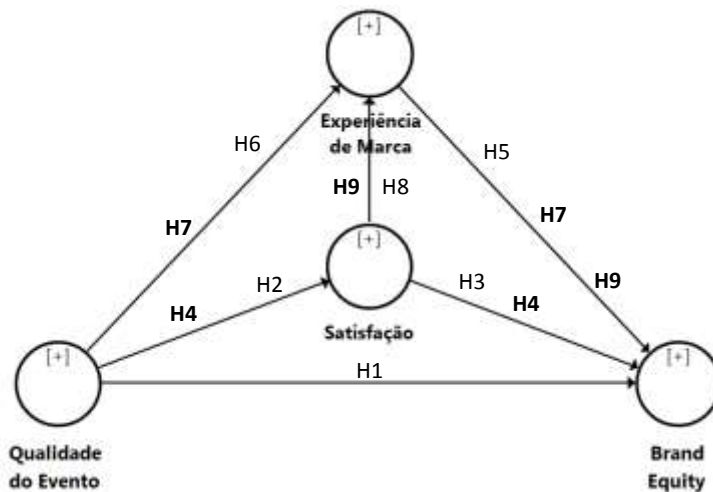 [+]
Experiência
de Marca
H6
H5
H9
H8
H7
H7
[+]
H2
H3
H9
H4
H4
Satisfação
[+]
H1
[+]
Qualidade
do Evento
Brand
Equity